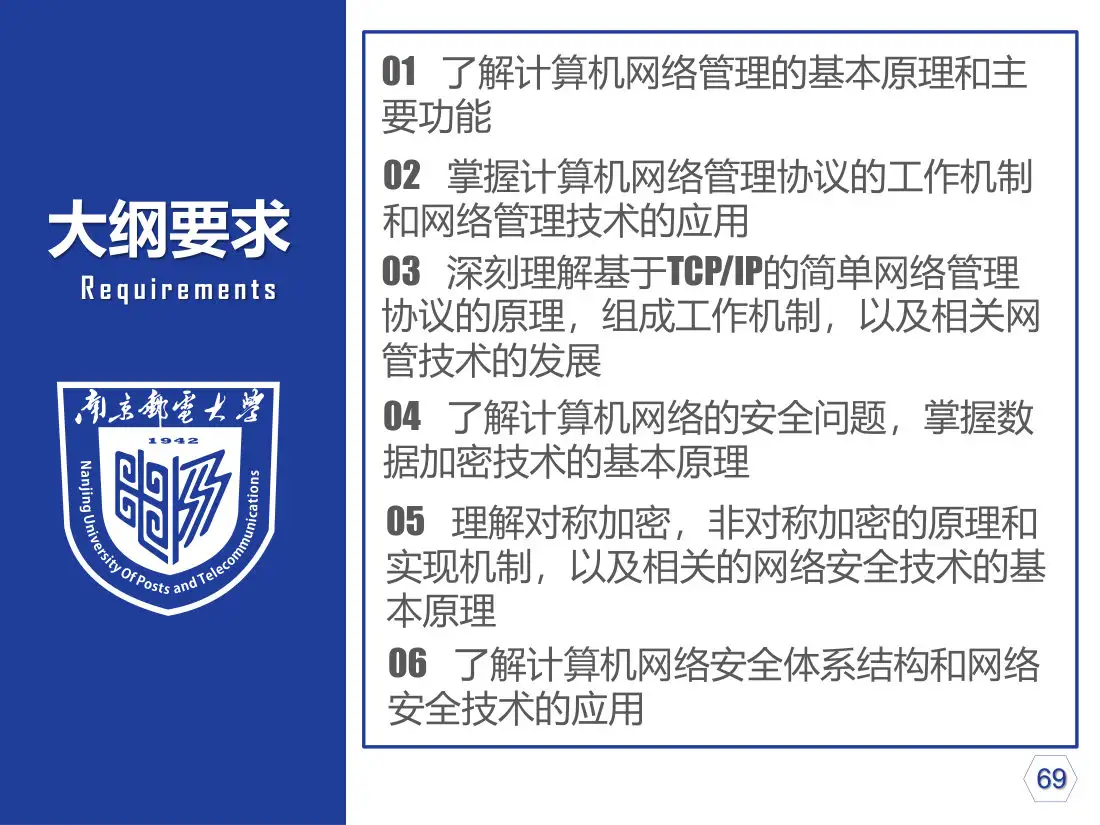 大纲要求
Requirements
南京郵電大學
1942
Nanjing University Of Posts and Telecommunications
01 了解计算机网络管理的基本原理和主
要功能
02 掌握计算机网络管理协议的工作机制
和网络管理技术的应用
03 深刻理解基于TCP/IP的简单网络管理
协议的原理，组成工作机制，以及相关网
管技术的发展
04 了解计算机网络的安全问题，掌握数
据加密技术的基本原理
05 理解对称加密，非对称加密的原理和
实现机制，以及相关的网络安全技术的基
本原理
06 了解计算机网络安全体系结构和网络
安全技术的应用
69